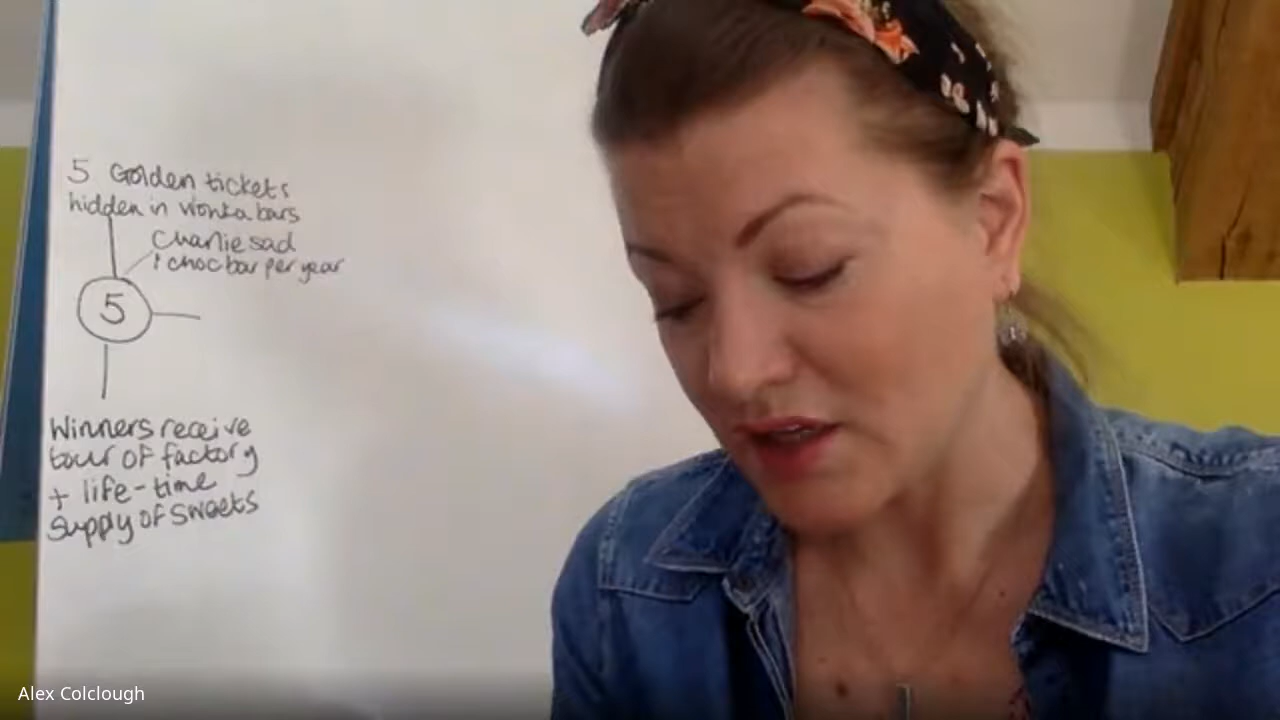 5 Golden tickets
hidden in wonka bars
Charlie sad
1 choc bar per year
5
Winners receive
tour of factory
+ life-time
supply of sweets
Alex Colclough